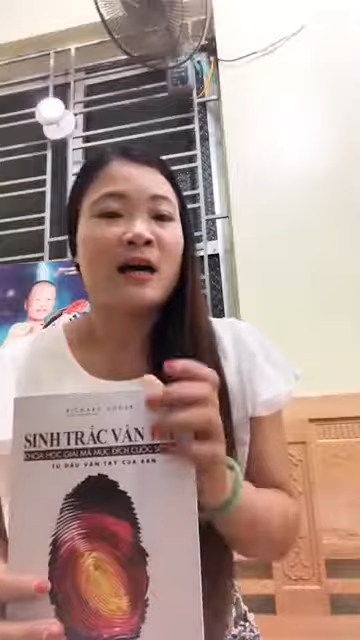 RICHARD UNGER
SINH TRẮC VÂN
KHOA HỌC GIẢI MÃ MỤC ĐÍCH CUỘC
TỪ DẤU VÂN TAY CỦA BẠN